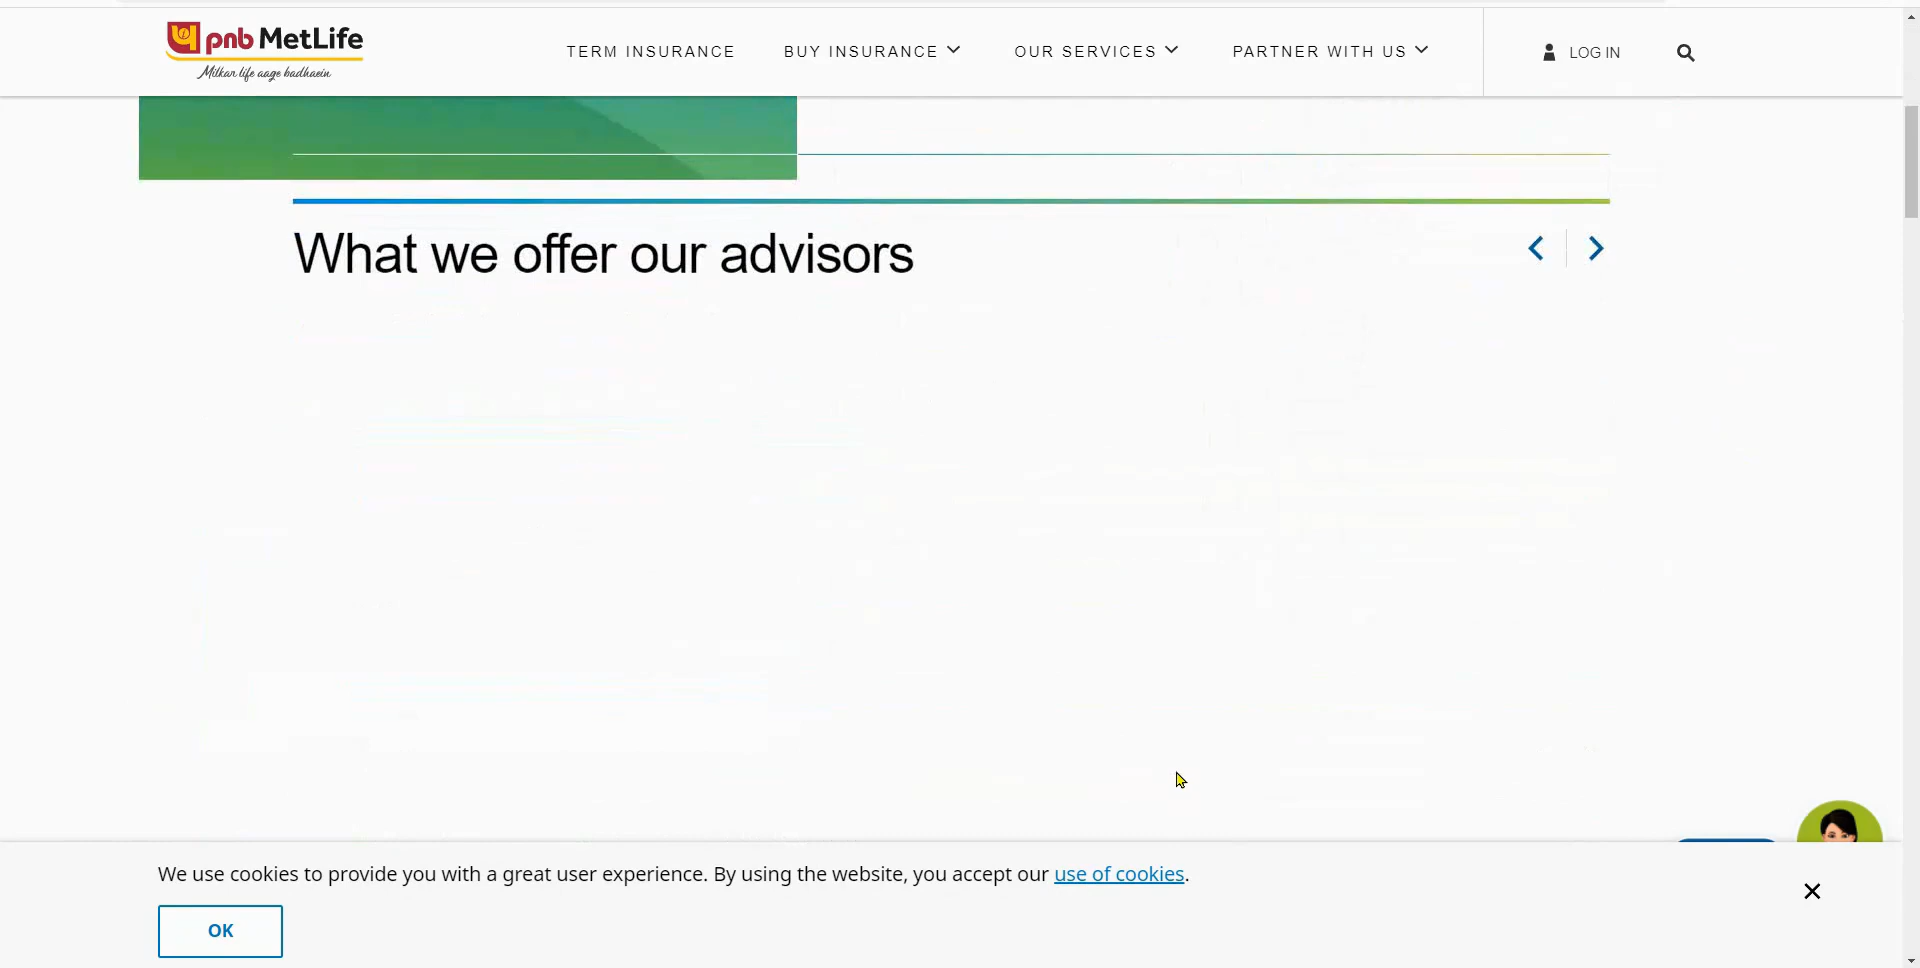 pnb MetLife
Milkar life aage badhaein
TERM INSURANCE
BUY INSURANCE
OUR SERVICES
PARTNER WITH US
LOG IN
What we offer our advisors
We use cookies to provide you with a great user experience. By using the website, you accept our use of cookies.
OK